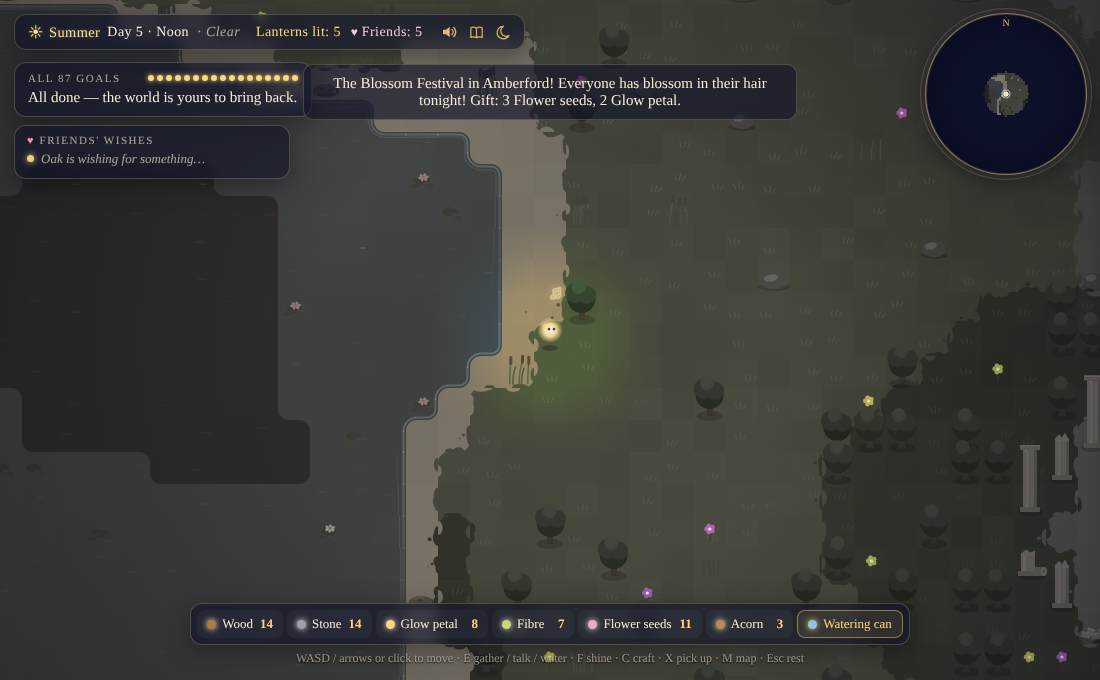 Summer Day 5 · Noon · Clear Lanterns lit: 5 ♥ Friends: 5
N
ALL 87 GOALS
All done — the world is yours to bring back.
The Blossom Festival in Amberford! Everyone has blossom in their hair
tonight! Gift: 3 Flower seeds, 2 Glow petal.
♥ FRIENDS' WISHES
Oak is wishing for something…
Wood 14 Stone 14 Glow petal 8 Fibre 7 Flower seeds 11 Acorn 3 Watering can
WASD / arrows or click to move · E gather / talk / water · F shine · C craft · X pick up · M map · Esc rest